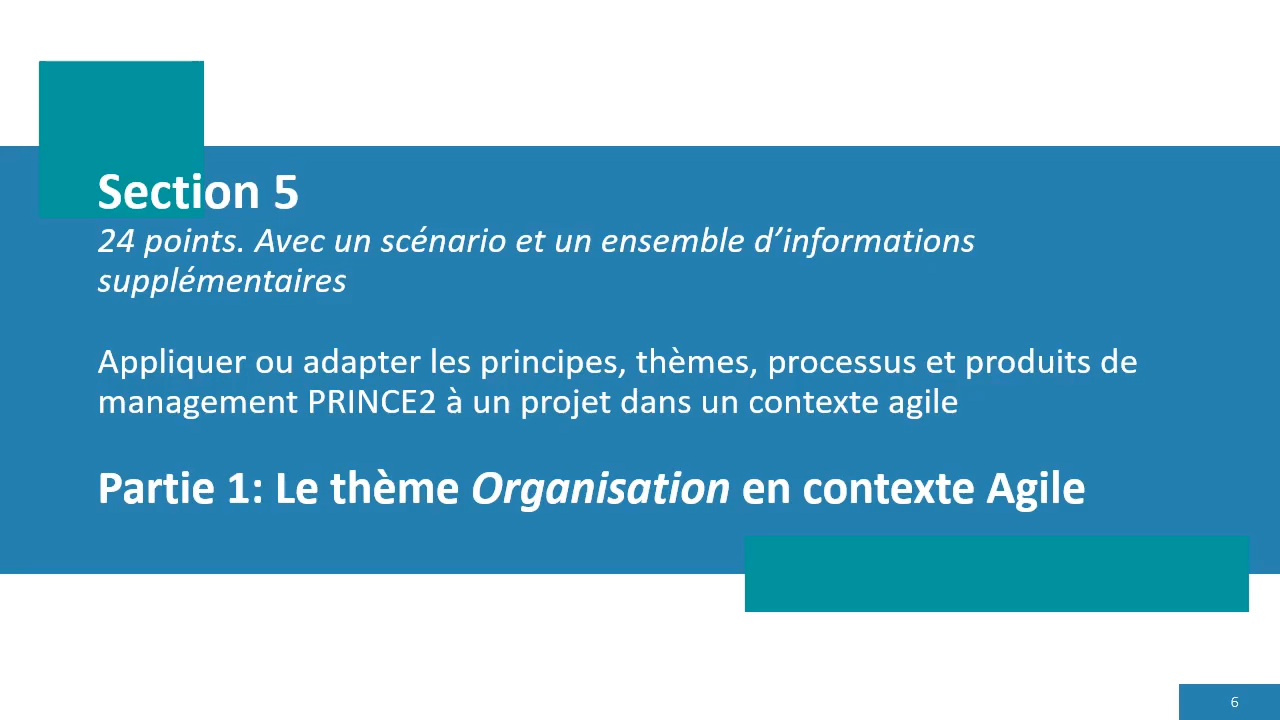 Section 5
24 points. Avec un scénario et un ensemble d’informations
supplémentaires
Appliquer ou adapter les principes, thèmes, processus et produits de
management PRINCE2 à un projet dans un contexte agile
Partie 1: Le thème Organisation en contexte Agile
6